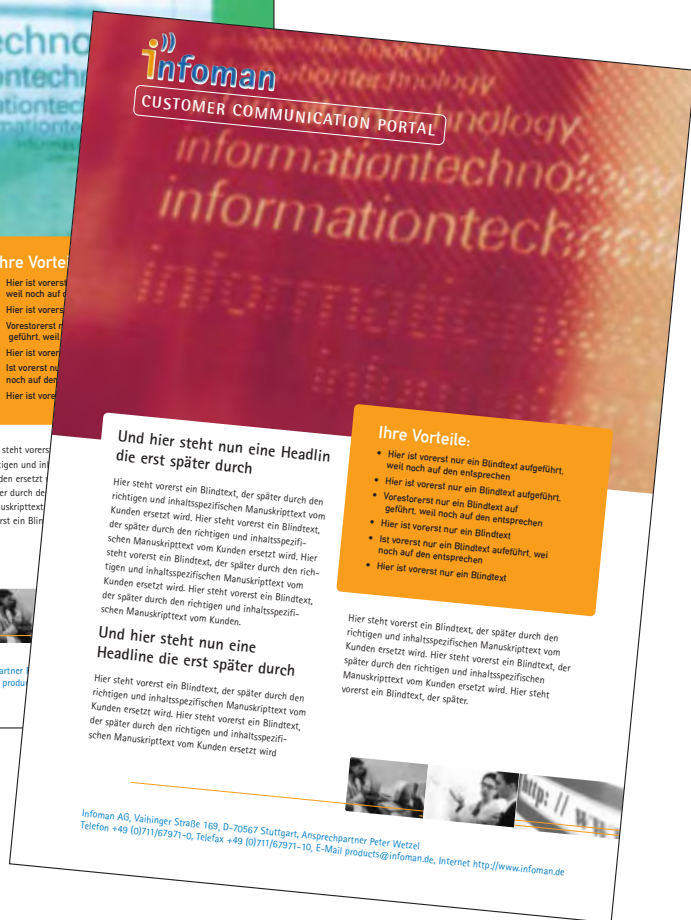 infoman
CUSTOMER COMMUNICATION PORTAL
informationtechno
informationtechno
Und hier steht nun eine Headlin
die erst später durch
Hier steht vorerst ein Blindtext, der später durch den
richtigen und inhaltsspezifischen Manuskripttext vom
Kunden ersetzt wird. Hier steht vorerst ein Blindtext,
der später durch den richtigen und inhaltsspezifi-
schen Manuskripttext vom Kunden ersetzt wird. Hier
steht vorerst ein Blindtext, der später durch den rich-
tigen und inhaltsspezifischen Manuskripttext vom
Kunden ersetzt wird. Hier steht vorerst ein Blindtext,
der später durch den richtigen und inhaltsspezifi-
schen Manuskripttext vom Kunden.
Und hier steht nun eine
Headline die erst später durch
Hier steht vorerst ein Blindtext, der später durch den
richtigen und inhaltsspezifischen Manuskripttext vom
Kunden ersetzt wird. Hier steht vorerst ein Blindtext,
der später durch den richtigen und inhaltsspezifi-
schen Manuskripttext vom Kunden ersetzt wird
Ihre Vorteile:
• Hier ist vorerst nur ein Blindtext aufgeführt,
weil noch auf den entsprechen
• Hier ist vorerst nur ein Blindtext aufgeführt,
• Vorestorerst nur ein Blindtext auf
geführt, weil noch auf den entsprechen
• Hier ist vorerst nur ein Blindtext
• Ist vorerst nur ein Blindtext aufeführt, wei
noch auf den entsprechen
• Hier ist vorerst nur ein Blindtext
Hier steht vorerst ein Blindtext, der später durch den
richtigen und inhaltsspezifischen Manuskripttext vom
Kunden ersetzt wird. Hier steht vorerst ein Blindtext, der
später durch den richtigen und inhaltsspezifischen
Manuskripttext vom Kunden ersetzt wird. Hier steht
vorerst ein Blindtext, der später.
http: // WW
Infoman AG, Vaihinger Straße 169, D-70567 Stuttgart, Ansprechpartner Peter Wetzel
Telefon +49 (0)711/67971-0, Telefax +49 (0)711/67971-10, E-Mail products@infoman.de, Internet http://www.infoman.de